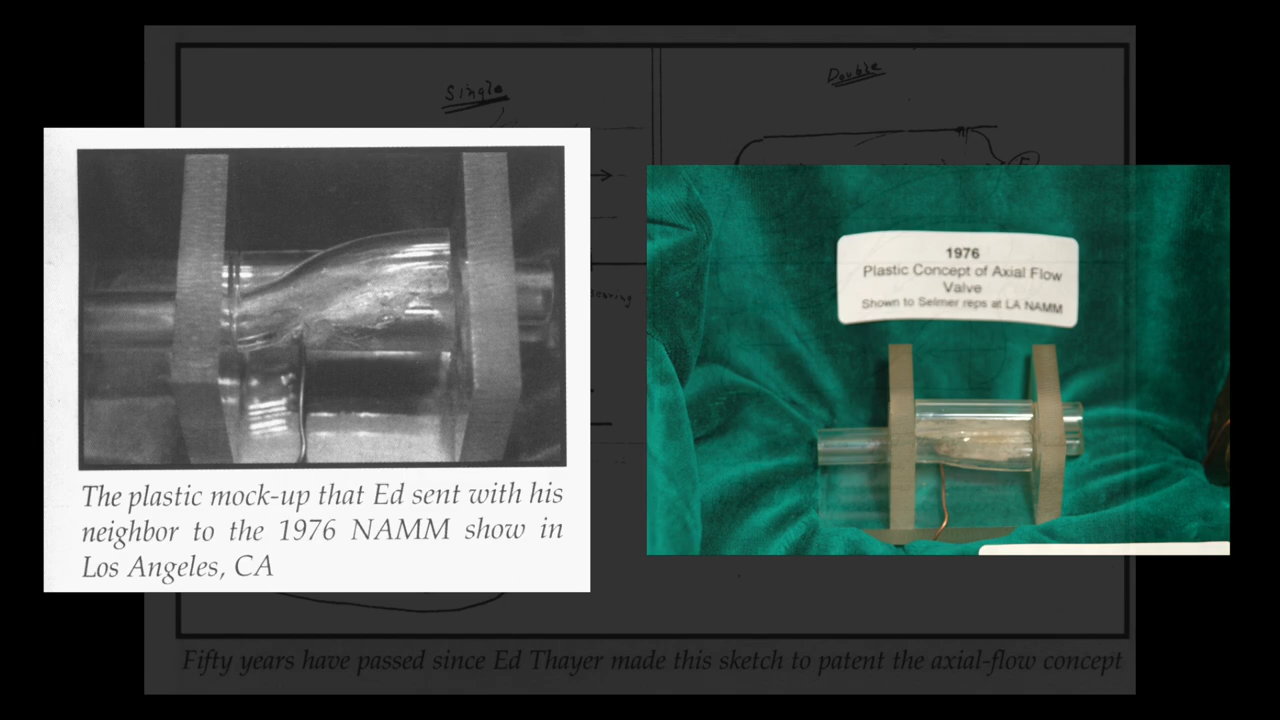 Single
Double
The plastic mock-up that Ed sent with his
neighbor to the 1976 NAMM show in
Los Angeles, CA
1976
Plastic Concept of Axial Flow
Valve
Shown to Selmer reps at LA NAMM
Fifty years have passed since Ed Thayer made this sketch to patent the axial-flow concept